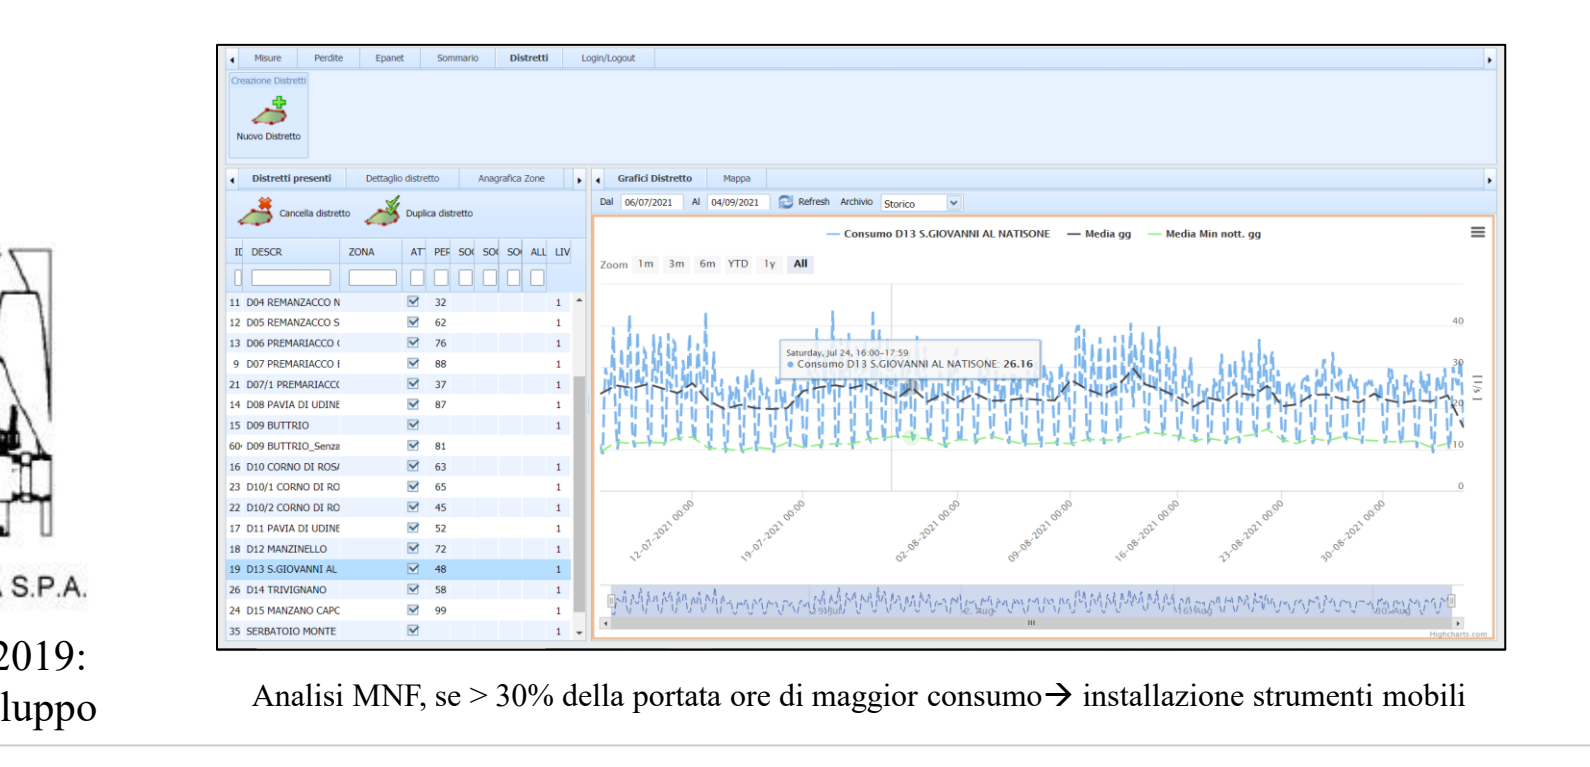 Misure Perdite Epanet Sommario Distretti Login/Logout
Creazione Distretti
Nuovo Distretto
Distretti presenti Dettaglio distretto Anagrafica Zone
Cancella distretto Duplica distretto
DESCR ZONA AT PER SO SO SO ALL LIV
11 D04 REMANZACCO N 32 1
12 D05 REMANZACCO S 62 1
13 D06 PREMARIACCO ( 76 1
9 D07 PREMARIACCO 88 1
21 D07/1 PREMARIACC( 37 1
14 D08 PAVIA DI UDINE 87 1
15 D09 BUTTRIO 1
60 D09 BUTTRIO_Senza 81
16 D10 CORNO DI ROS 63 1
23 D10/1 CORNO DI RO 65 1
22 D10/2 CORNO DI RO 45 1
17 D11 PAVIA DI UDINE 52 1
18 D12 MANZINELLO 72 1
19 D13 S.GIOVANNI AL 48 1
26 D14 TRIVIGNANO 58 1
24 D15 MANZANO CAPC 99 1
35 SERBATOIO MONTE 1
Grafici Distretto Mappa
Dal 06/07/2021 Al 04/09/2021 Refresh Archivio Storico
Consumo D13 S.GIOVANNI AL NATISONE Media gg Media Min nott. gg
Zoom 1m 3m 6m YTD 1y All
40
30
20
10
0
[l/s]
Saturday, Jul 24, 16:00-17:59
Consumo D13 S.GIOVANNI AL NATISONE: 26.16
12-07-2021 00:00
19-07-2021 00:00
02-08-2021 00:00
09-08-2021 00:00
16-08-2021 00:00
23-08-2021 00:00
30-08-2021 00:00
19. Jul 2. Aug 16. Aug 30. Aug
Highcharts.com
S.P.A.
2019:
luppo
Analisi MNF, se > 30% della portata ore di maggior consumo→ installazione strumenti mobili